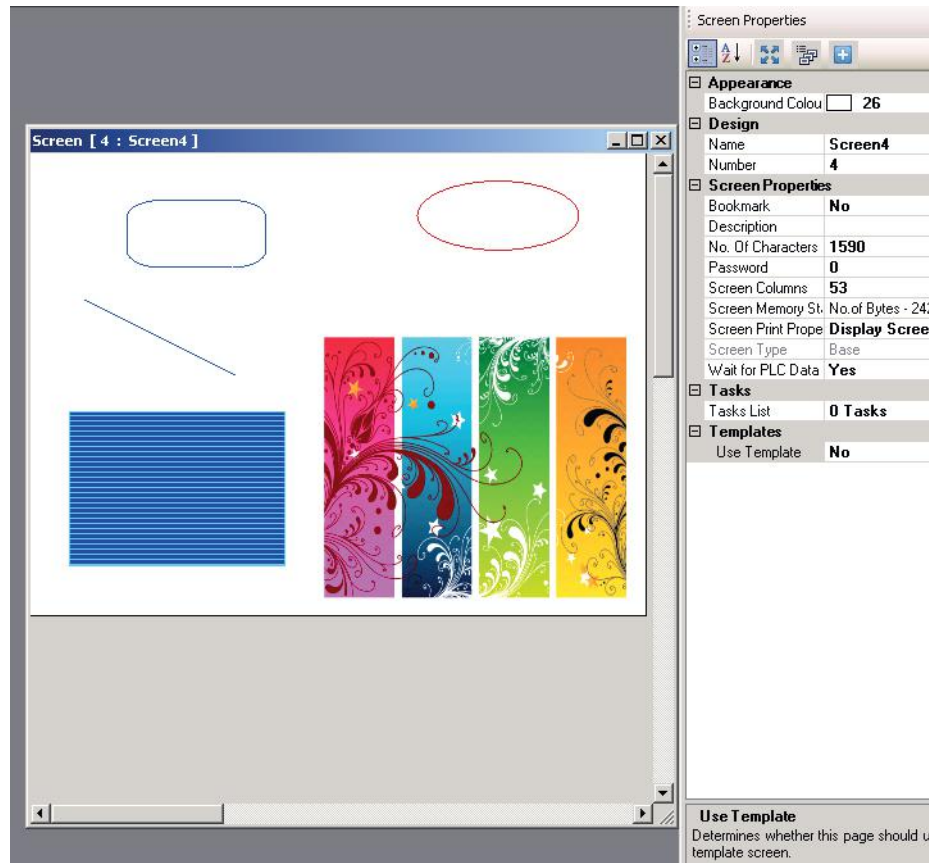 Screen Properties
Appearance
Background Colou 26
Screen [ 4 : Screen4 ]
Design
Name Screen4
Number 4
Screen Properties
Bookmark No
Description
No. Of Characters 1590
Password 0
Screen Columns 53
Screen Memory St. No.of Bytes - 242
Screen Print Prope Display Scree
Screen Type Base
Wait for PLC Data Yes
Tasks
Tasks List 0 Tasks
Templates
Use Template No
Use Template
Determines whether this page should u
template screen.